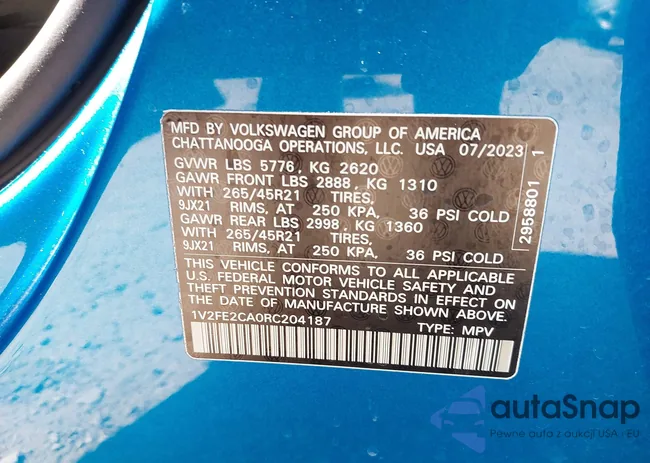 MFD BY VOLKSWAGEN GROUP OF AMERICA
CHATTANOOGA OPERATIONS, LLC. USA 07/2023
GVWR LBS 5776, KG 2620
GAWR FRONT LBS 2888, KG 1310
WITH 265/45R21 TIRES,
9JX21 RIMS, AT 250 KPA, 36 PSI COLD
GAWR REAR LBS 2998, KG 1360
WITH 265/45R21 TIRES,
9JX21 RIMS, AT 250 KPA, 36 PSI COLD
THIS VEHICLE CONFORMS TO ALL APPLICABLE
U.S. FEDERAL MOTOR VEHICLE SAFETY AND
THEFT PREVENTION STANDARDS IN EFFECT ON
THE DATE OF MANUFACTURE SHOWN ABOVE.
1V2FE2CA0RC204187 TYPE: MPV
2958801 1
autaSnap
Pewne auta z aukcji USA i EU